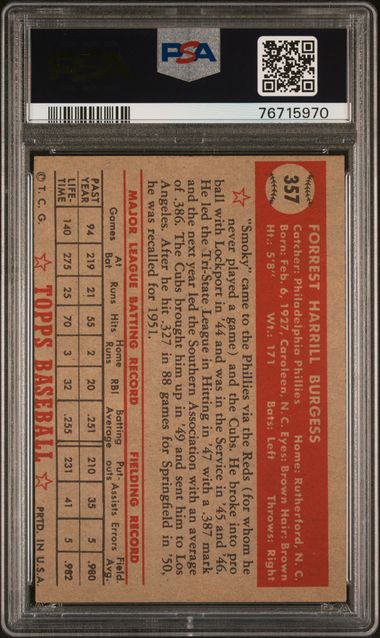 PSA
76715970
357
FORREST HARRILL BURGESS
Catcher: Philadelphia Phillies Home: Rutherford, N. C.
Born: Feb. 6, 1927, Caroleen, N. C. Eyes: Brown Hair: Brown
Ht.: 5'8" Wt.: 171 Bats: Left Throws: Right
"Smoky" came to the Phillies via the Reds (for whom he
never played a game) and the Cubs. He broke into pro
ball with Lockport in '44 and was in the Service in '45 and '46.
He led the Tri-State League in Hitting in '47 with a .387 mark
and the next year led the Southern Association with an average
of .386. The Cubs brought him up in '49 and sent him to Los
Angeles. After he hit .327 in 88 games for Springfield in '50,
he was recalled for 1951.
MAJOR LEAGUE BATTING RECORD FIELDING RECORD
Games At Bat Runs Hits Home Runs RBI Batting Average Put-outs Assists Errors Field. Avg.
PAST YEAR 94 219 21 55 2 20 .251 210 35 5 .980
LIFE-TIME 140 275 25 70 3 32 .255 231 41 5 .982
© T. C. G. TOPPS BASEBALL PRTD. IN U.S.A.